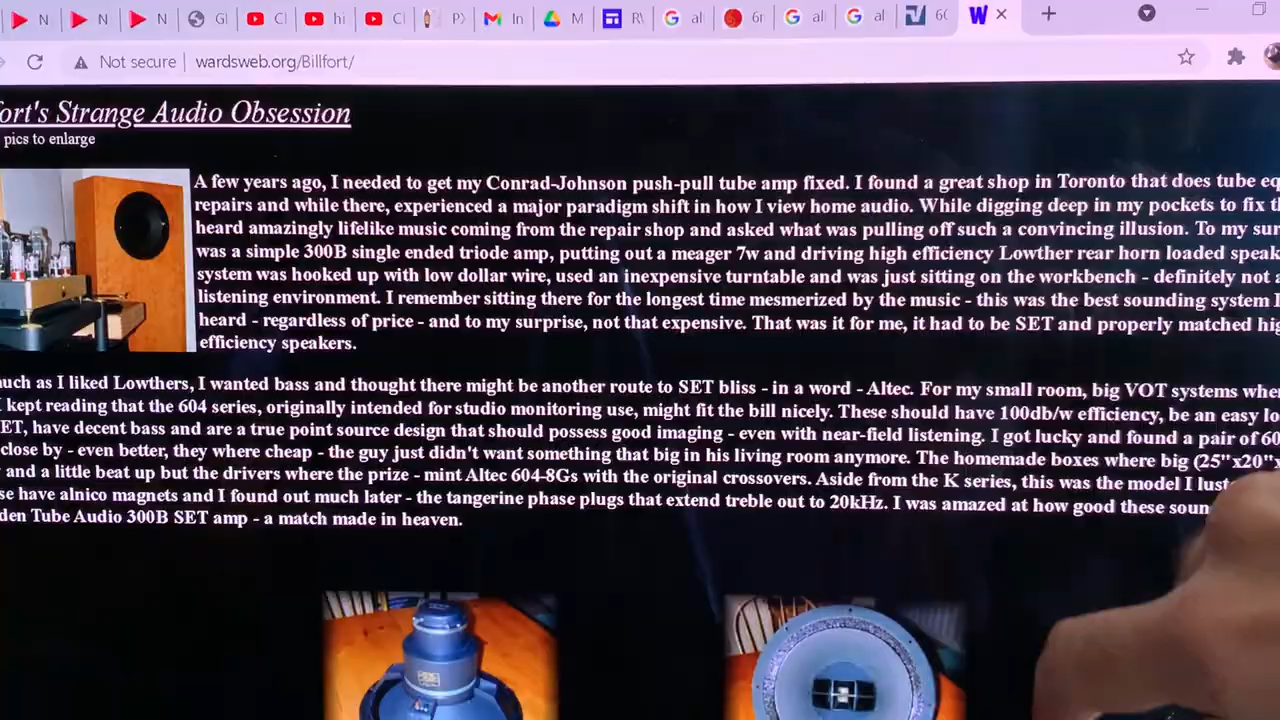 N N N Gl Cl hi Cl P In M R al 6r al al 60
Not secure | wardsweb.org/Billfort/
fort's Strange Audio Obsession
pics to enlarge
A few years ago, I needed to get my Conrad-Johnson push-pull tube amp fixed. I found a great shop in Toronto that does tube eq
repairs and while there, experienced a major paradigm shift in how I view home audio. While digging deep in my pockets to fix th
heard amazingly lifelike music coming from the repair shop and asked what was pulling off such a convincing illusion. To my sur
was a simple 300B single ended triode amp, putting out a meager 7w and driving high efficiency Lowther rear horn loaded speak
system was hooked up with low dollar wire, used an inexpensive turntable and was just sitting on the workbench - definitely not a
listening environment. I remember sitting there for the longest time mesmerized by the music - this was the best sounding system I
heard - regardless of price - and to my surprise, not that expensive. That was it for me, it had to be SET and properly matched hig
efficiency speakers.
uch as I liked Lowthers, I wanted bass and thought there might be another route to SET bliss - in a word - Altec. For my small room, big VOT systems wher
I kept reading that the 604 series, originally intended for studio monitoring use, might fit the bill nicely. These should have 100db/w efficiency, be an easy lo
ET, have decent bass and are a true point source design that should possess good imaging - even with near-field listening. I got lucky and found a pair of 60
close by - even better, they where cheap - the guy just didn't want something that big in his living room anymore. The homemade boxes where big (25"x20"x
and a little beat up but the drivers where the prize - mint Altec 604-8Gs with the original crossovers. Aside from the K series, this was the model I lust
se have alnico magnets and I found out much later - the tangerine phase plugs that extend treble out to 20kHz. I was amazed at how good these soun
den Tube Audio 300B SET amp - a match made in heaven.